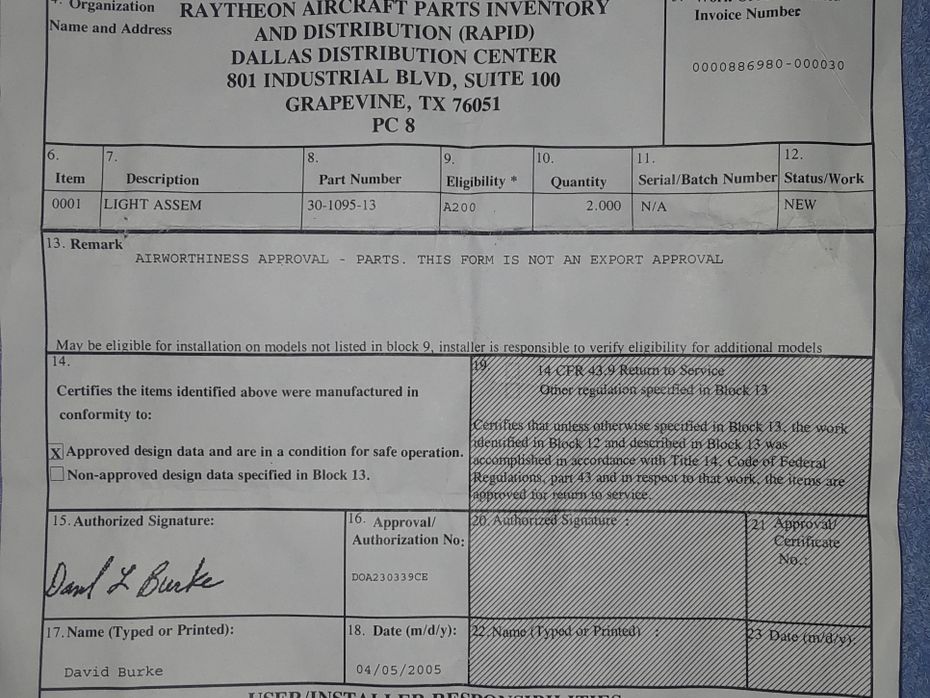 4. Organization
Name and Address
RAYTHEON AIRCRAFT PARTS INVENTORY
AND DISTRIBUTION (RAPID)
DALLAS DISTRIBUTION CENTER
801 INDUSTRIAL BLVD, SUITE 100
GRAPEVINE, TX 76051
PC 8
Invoice Number
0000886980-000030
6. Item
7. Description
8. Part Number
9. Eligibility *
10. Quantity
11. Serial/Batch Number
12. Status/Work
0001 LIGHT ASSEM 30-1095-13 A200 2.000 N/A NEW
13. Remark
AIRWORTHINESS APPROVAL - PARTS. THIS FORM IS NOT AN EXPORT APPROVAL
May be eligible for installation on models not listed in block 9, installer is responsible to verify eligibility for additional models
14.
Certifies the items identified above were manufactured in
conformity to:
X Approved design data and are in a condition for safe operation.
Non-approved design data specified in Block 13.
19. 14 CFR 43.9 Return to Service
Other regulation specified in Block 13
Certifies that unless otherwise specified in Block 13, the work
identified in Block 12 and described in Block 13 was
accomplished in accordance with Title 14, Code of Federal
Regulations, part 43 and in respect to that work, the items are
approved for return to service.
15. Authorized Signature:
David L Burke
16. Approval/
Authorization No:
DOA230339CE
20. Authorized Signature :
21 Approval/
Certificate
No.:
17. Name (Typed or Printed):
David Burke
18. Date (m/d/y):
04/05/2005
22. Name (Typed or Printed) :
23 Date (m/d/y):
USER/INSTALLER RESPONSIBILITIES